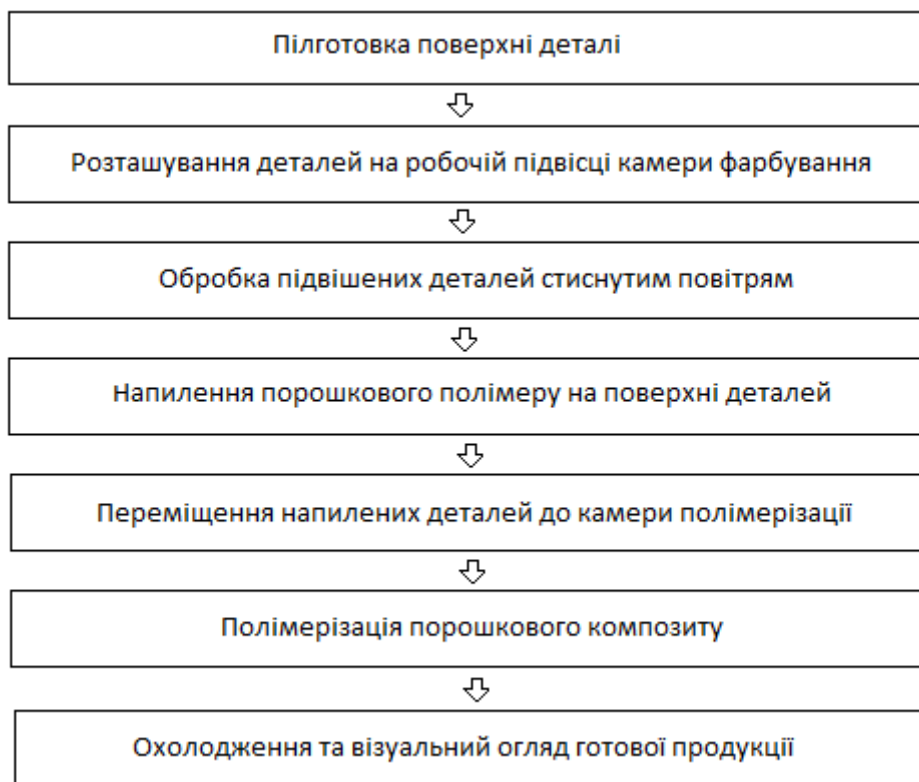 Пілготовка поверхні деталі
Розташування деталей на робочій підвісці камери фарбування
Обробка підвішених деталей стиснутим повітрям
Напилення порошкового полімеру на поверхні деталей
Переміщення напилених деталей до камери полімерізації
Полімерізація порошкового композиту
Охолодження та візуальний огляд готової продукції